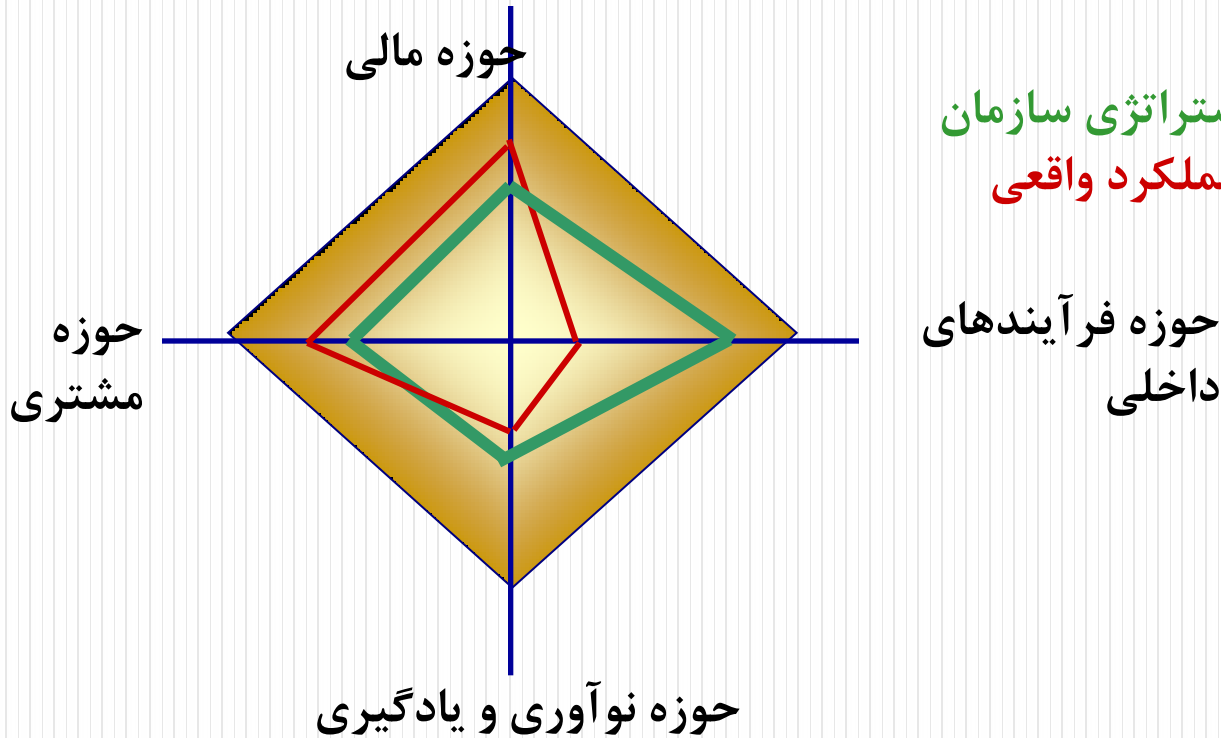 حوزه مالی
ستراتژی سازمان
ملکرد واقعی
حوزه فرآیندهای
داخلی
حوزه
مشتری
حوزه نوآوری و یادگیری